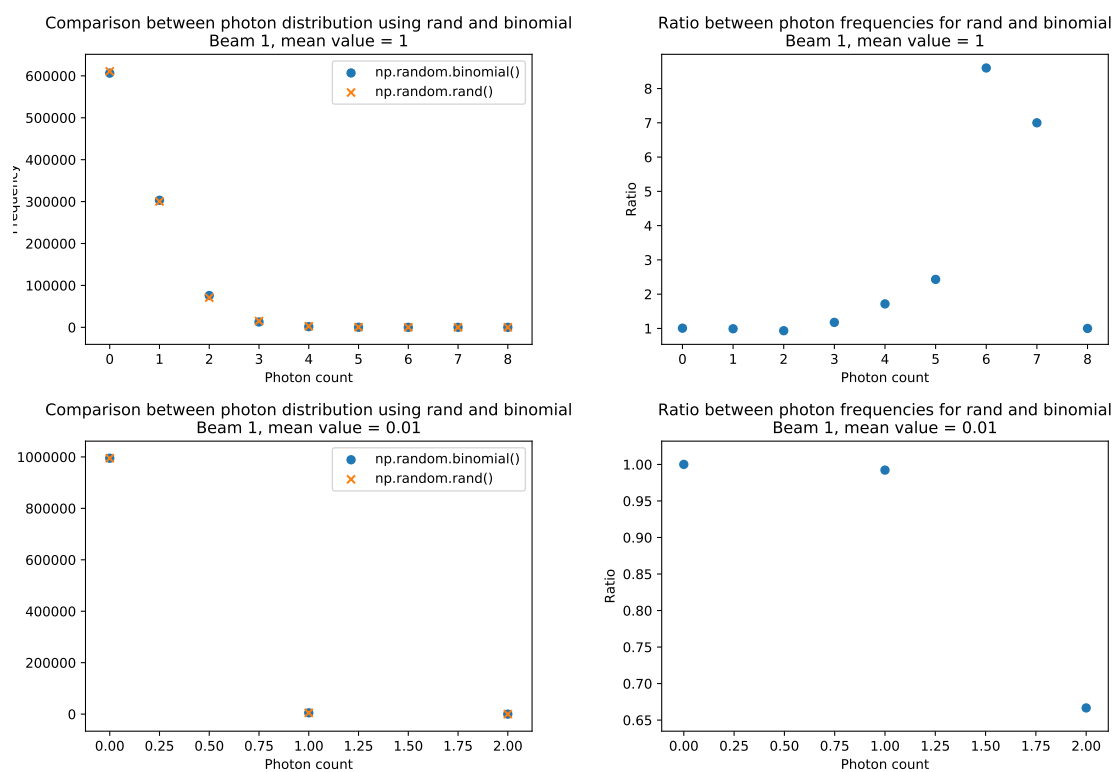 Comparison between photon distribution using rand and binomial
Beam 1, mean value = 1
600000
500000
400000
300000
200000
100000
0
np.random.binomial()
np.random.rand()
0 1 2 3 4 5 6 7 8
Photon count
Ratio between photon frequencies for rand and binomial
Beam 1, mean value = 1
Ratio
8
7
6
5
4
3
2
1
0 1 2 3 4 5 6 7 8
Photon count
Comparison between photon distribution using rand and binomial
Beam 1, mean value = 0.01
1000000
800000
600000
400000
200000
0
np.random.binomial()
np.random.rand()
0.00 0.25 0.50 0.75 1.00 1.25 1.50 1.75 2.00
Photon count
Ratio between photon frequencies for rand and binomial
Beam 1, mean value = 0.01
Ratio
1.00
0.95
0.90
0.85
0.80
0.75
0.70
0.65
0.00 0.25 0.50 0.75 1.00 1.25 1.50 1.75 2.00
Photon count